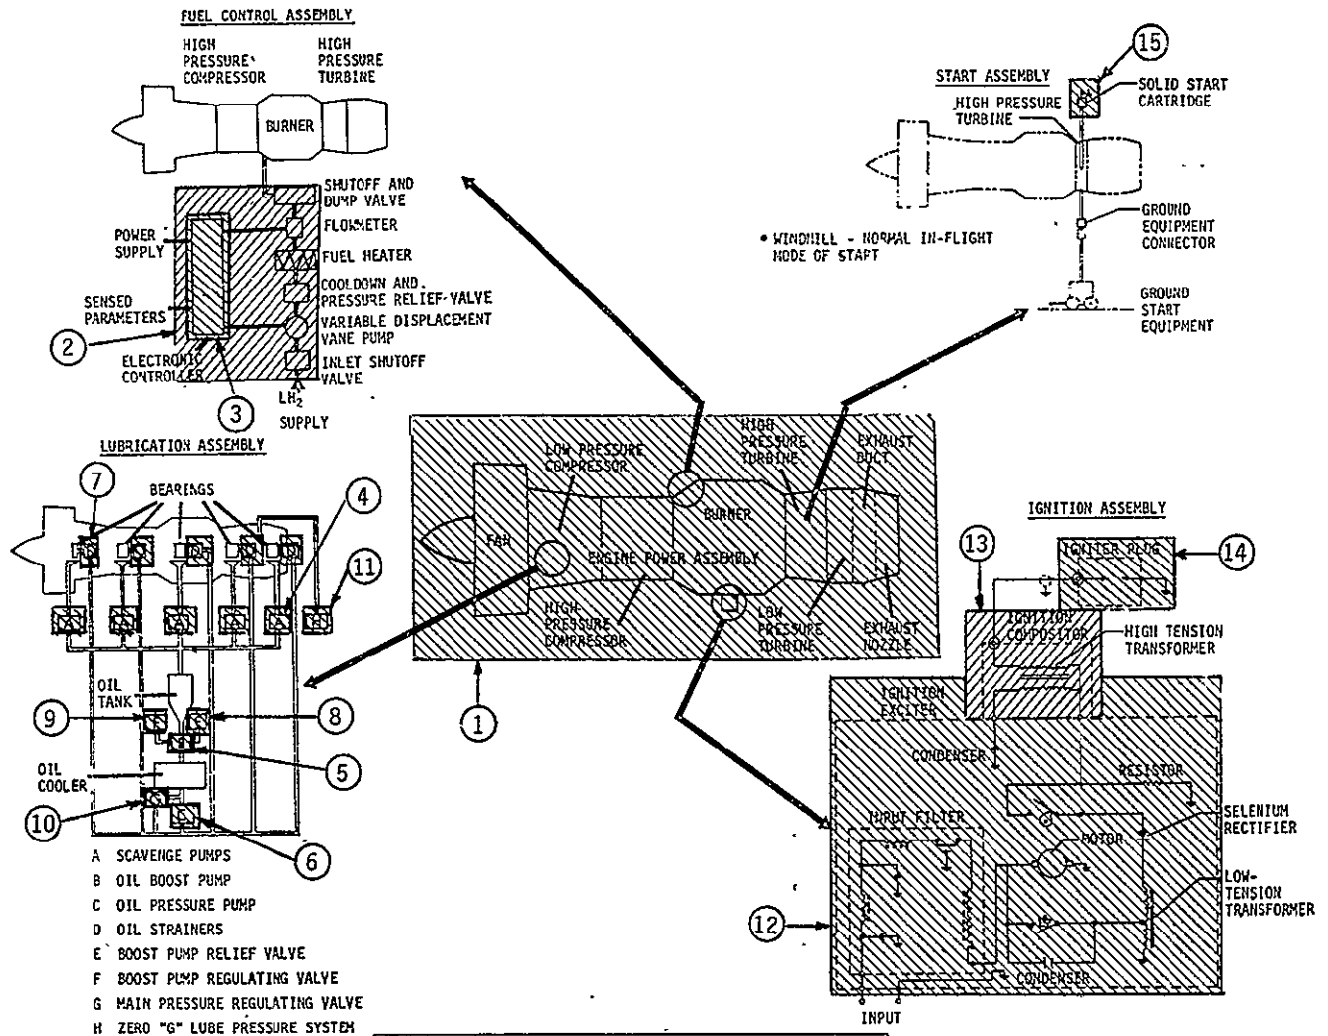 FUEL CONTROL ASSEMBLY
HIGH
PRESSURE
COMPRESSOR
HIGH
PRESSURE
TURBINE
BURNER
SHUTOFF AND
DUMP VALVE
FLOWMETER
POWER
SUPPLY
FUEL HEATER
COOLDOWN AND
PRESSURE RELIEF-VALVE
SENSED
PARAMETERS
VARIABLE DISPLACEMENT
VANE PUMP
2
ELECTRONIC
CONTROLLER
INLET SHUTOFF
VALVE
3
LH2
SUPPLY
15
START ASSEMBLY
SOLID START
CARTRIDGE
HIGH PRESSURE
TURBINE
• WINDMILL - NORMAL IN-FLIGHT
MODE OF START
GROUND
EQUIPMENT
CONNECTOR
GROUND
START
EQUIPMENT
LUBRICATION ASSEMBLY
7
BEARINGS
4
11
A
A
A
A
A
H
OIL
TANK
9
8
5
OIL
COOLER
10
6
A SCAVENGE PUMPS
B OIL BOOST PUMP
C OIL PRESSURE PUMP
D OIL STRAINERS
E BOOST PUMP RELIEF VALVE
F BOOST PUMP REGULATING VALVE
G MAIN PRESSURE REGULATING VALVE
H ZERO "G" LUBE PRESSURE SYSTEM
LOW PRESSURE
COMPRESSOR
HIGH
PRESSURE
TURBINE
EXHAUST
DUCT
BURNER
FAN
ENGINE POWER ASSEMBLY
HIGH-
PRESSURE
COMPRESSOR
LOW
PRESSURE
TURBINE
EXHAUST
NOZZLE
1
IGNITION ASSEMBLY
13
IGNITER PLUG
14
IGNITION
COMPOSITOR
HIGH TENSION
TRANSFORMER
IGNITION
EXCITER
CONDENSER
RESISTOR
INPUT FILTER
MOTOR
SELENIUM
RECTIFIER
LOW-
TENSION
TRANSFORMER
12
CONDENSER
INPUT